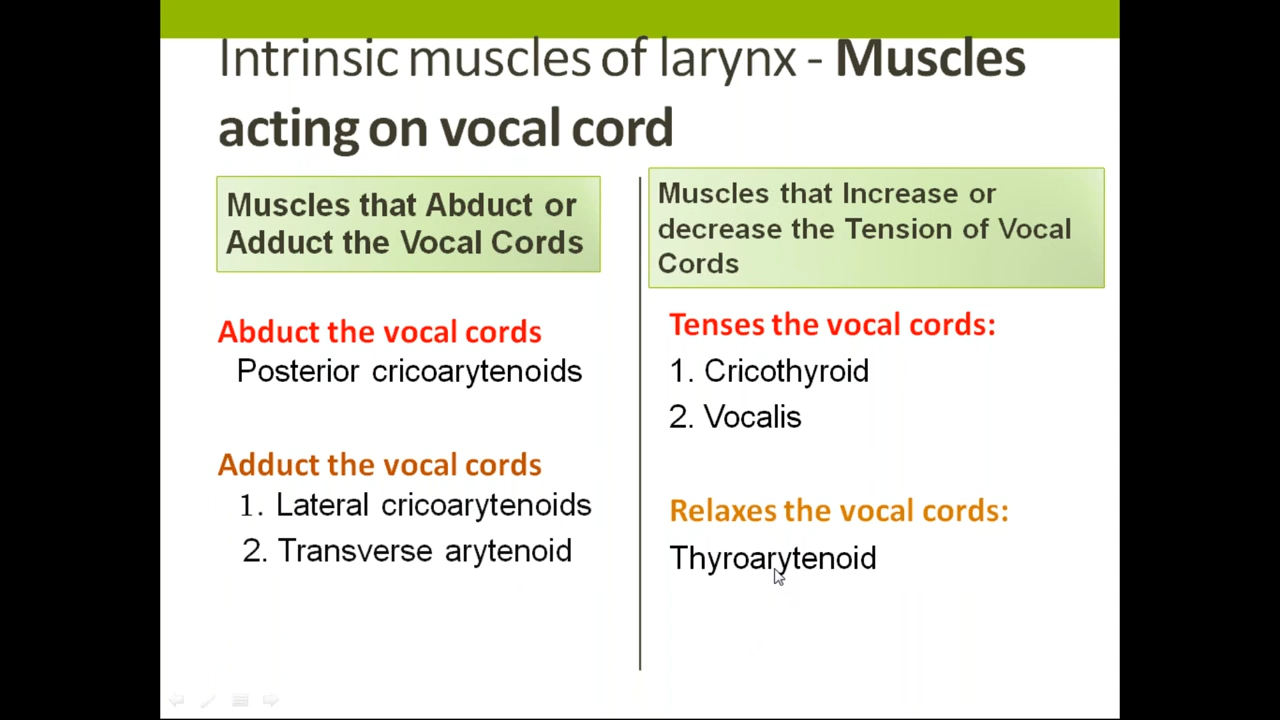 Intrinsic muscles of larynx - Muscles
acting on vocal cord
Muscles that Abduct or
Adduct the Vocal Cords
Abduct the vocal cords
Posterior cricoarytenoids
Adduct the vocal cords
1. Lateral cricoarytenoids
2. Transverse arytenoid
Muscles that Increase or
decrease the Tension of Vocal
Cords
Tenses the vocal cords:
1. Cricothyroid
2. Vocalis
Relaxes the vocal cords:
Thyroarytenoid